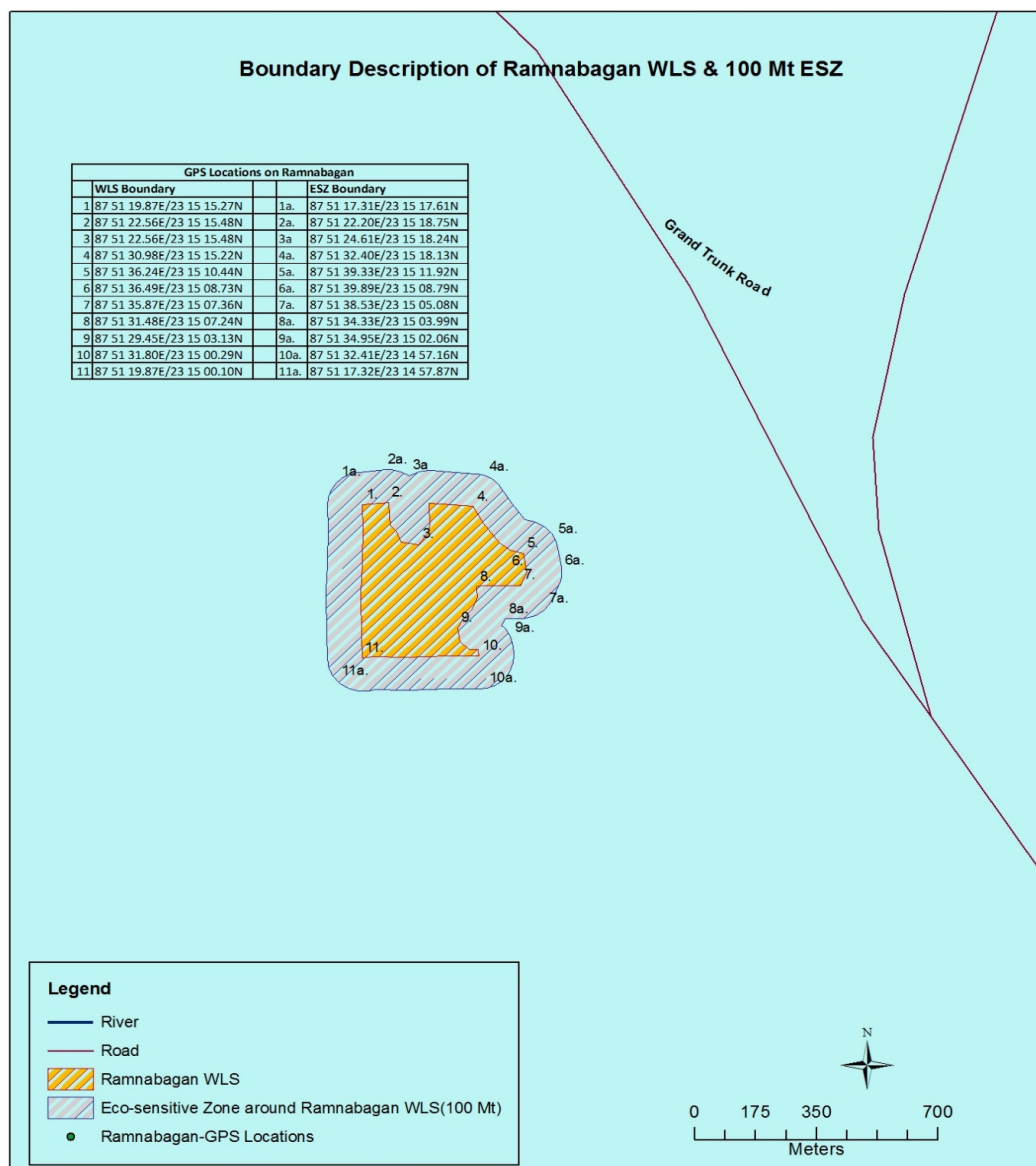 Boundary Description of Ramnabagan WLS & 100 Mt ESZ
GPS Locations on Ramnabagan
WLS Boundary ESZ Boundary
1 87 51 19.87E/23 15 15.27N 1a. 87 51 17.31E/23 15 17.61N
2 87 51 22.56E/23 15 15.48N 2a. 87 51 22.20E/23 15 18.75N
3 87 51 22.56E/23 15 15.48N 3a 87 51 24.61E/23 15 18.24N
4 87 51 30.98E/23 15 15.22N 4a. 87 51 32.40E/23 15 18.13N
5 87 51 36.24E/23 15 10.44N 5a. 87 51 39.33E/23 15 11.92N
6 87 51 36.49E/23 15 08.73N 6a. 87 51 39.89E/23 15 08.79N
7 87 51 35.87E/23 15 07.36N 7a. 87 51 38.53E/23 15 05.08N
8 87 51 31.48E/23 15 07.24N 8a. 87 51 34.33E/23 15 03.99N
9 87 51 29.45E/23 15 03.13N 9a. 87 51 34.95E/23 15 02.06N
10 87 51 31.80E/23 15 00.29N 10a. 87 51 32.41E/23 14 57.16N
11 87 51 19.87E/23 15 00.10N 11a. 87 51 17.32E/23 14 57.87N
Grand Trunk Road
1a. 2a. 3a 4a.
1. 2. 4.
5a.
3. 5.
6. 6a.
8. 7.
7a.
9. 8a.
9a.
11. 10.
11a. 10a.
Legend
River
Road
Ramnabagan WLS
Eco-sensitive Zone around Ramnabagan WLS(100 Mt)
Ramnabagan-GPS Locations
N
0 175 350 700
Meters